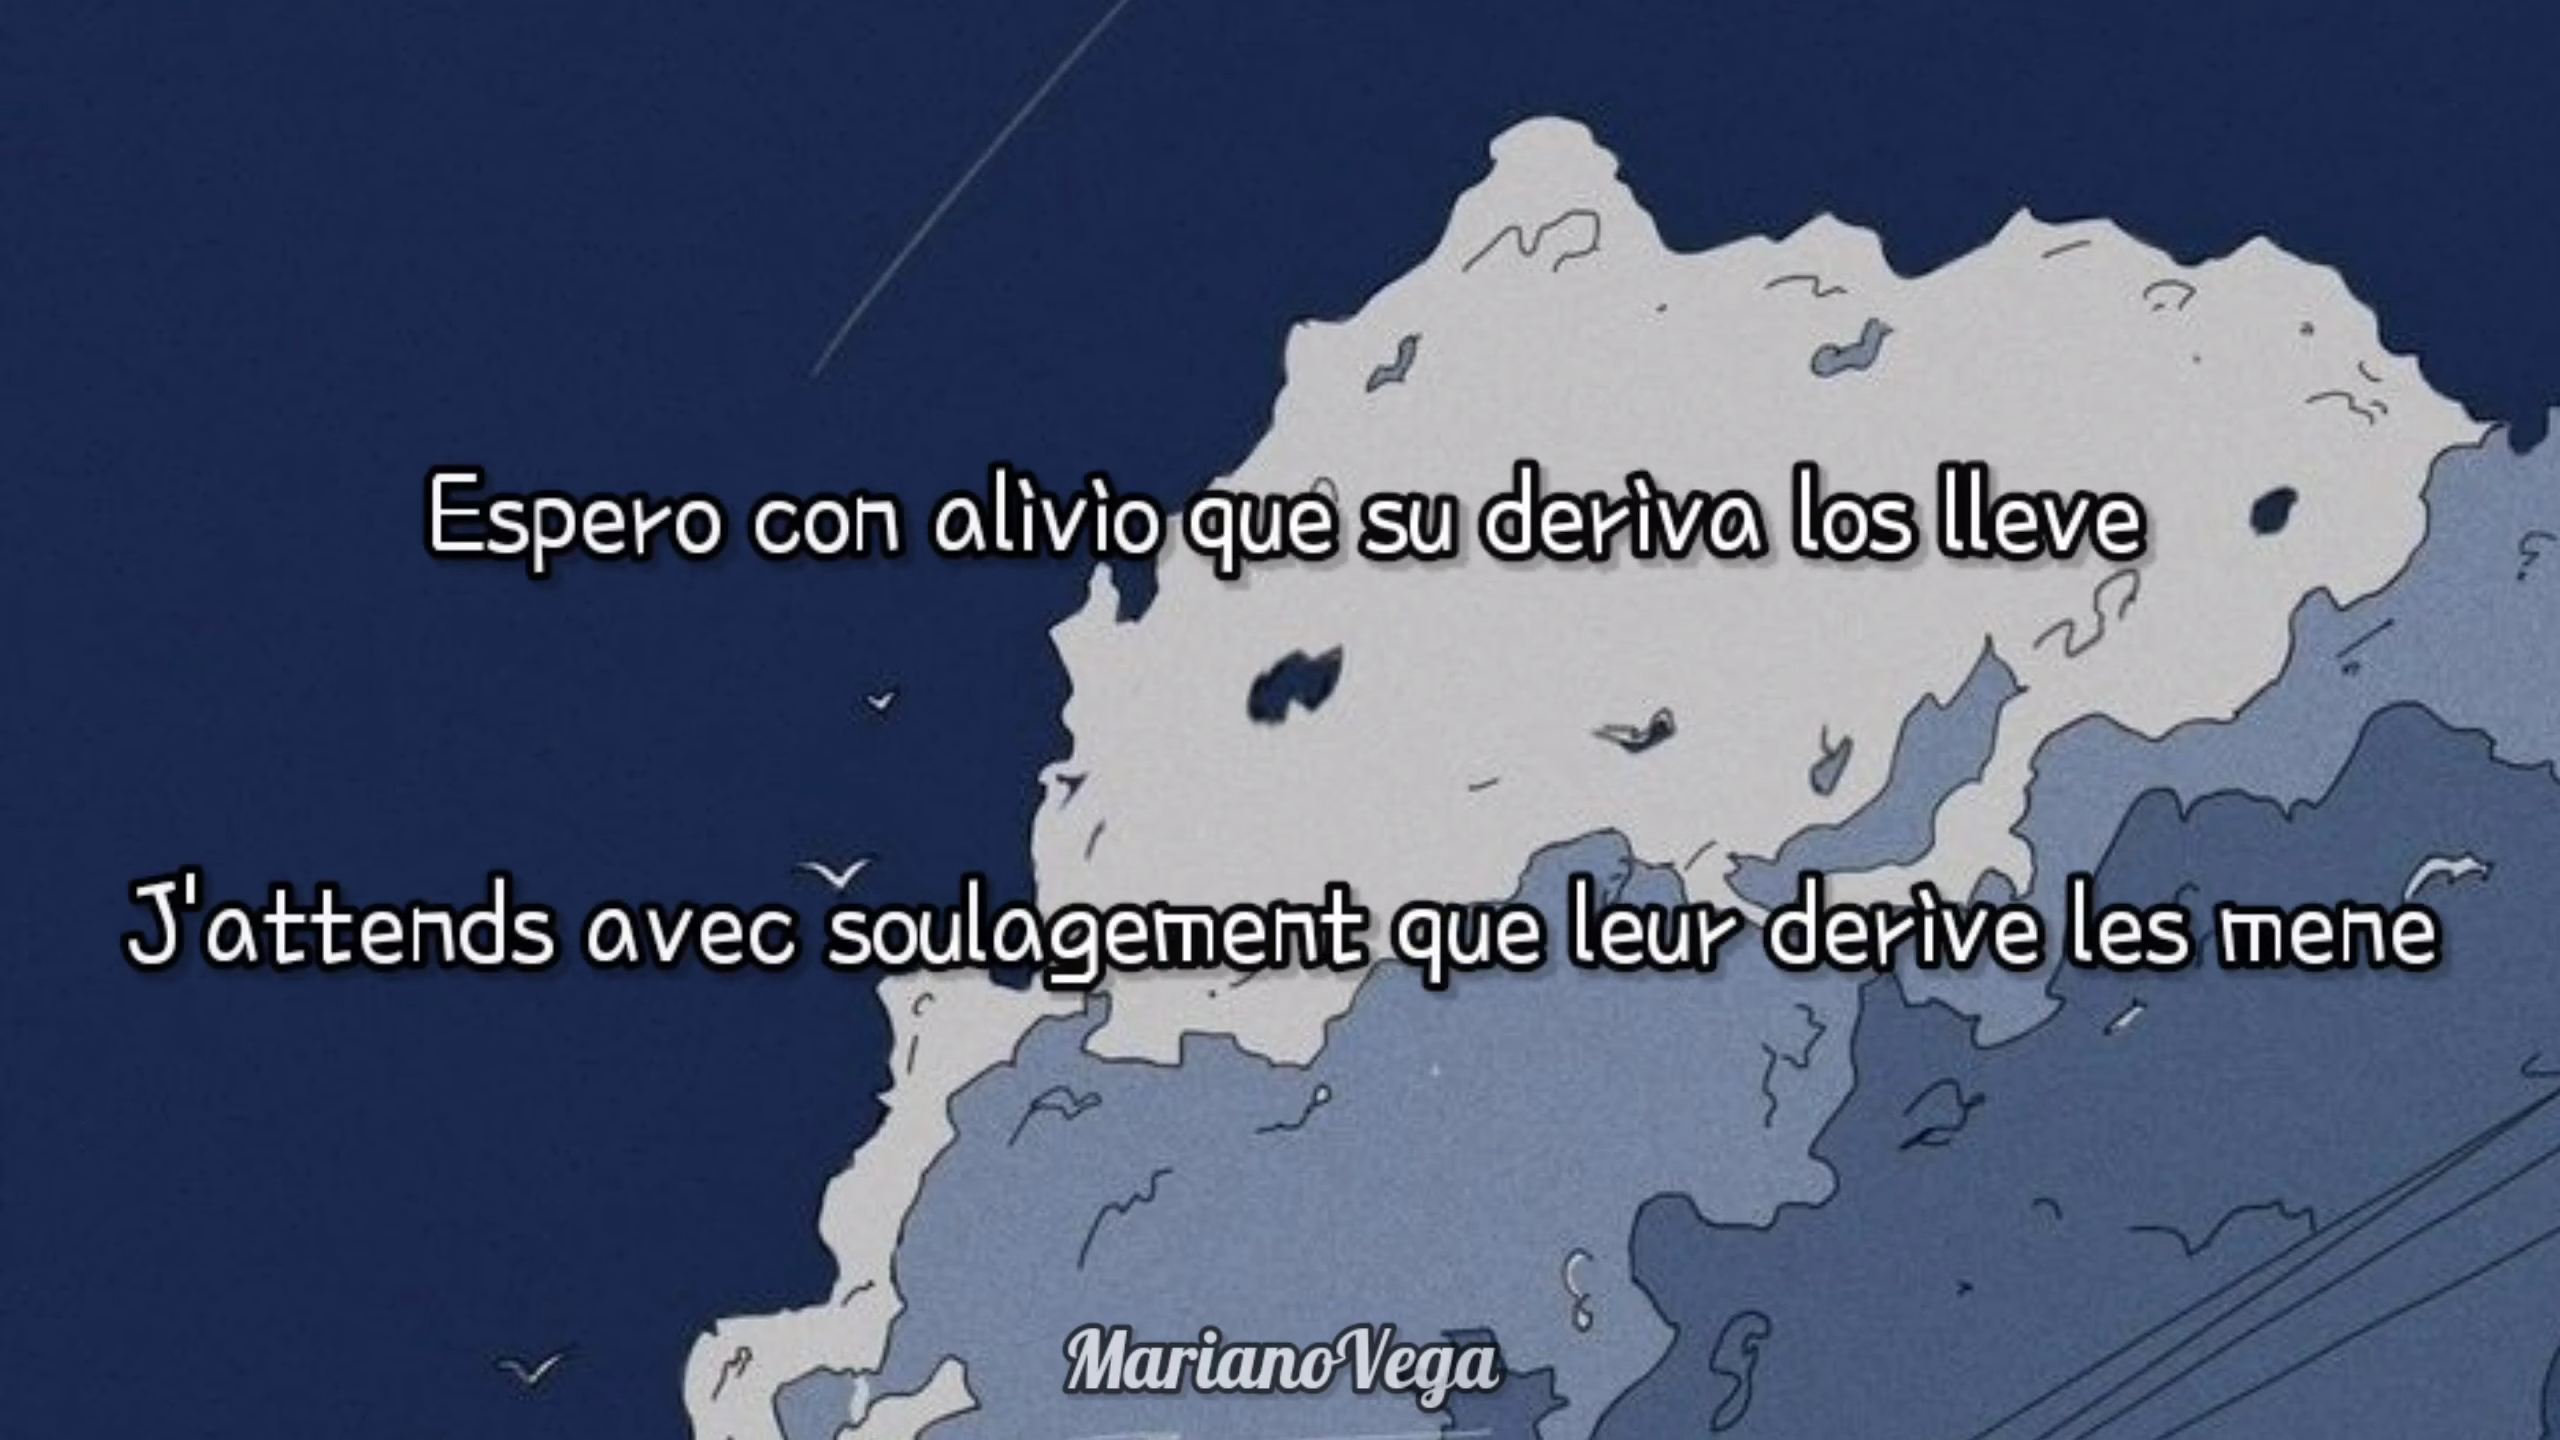 Espero con alivio que su deriva los lleve
J'attends avec soulagement que leur derive les mene
MarianoVega